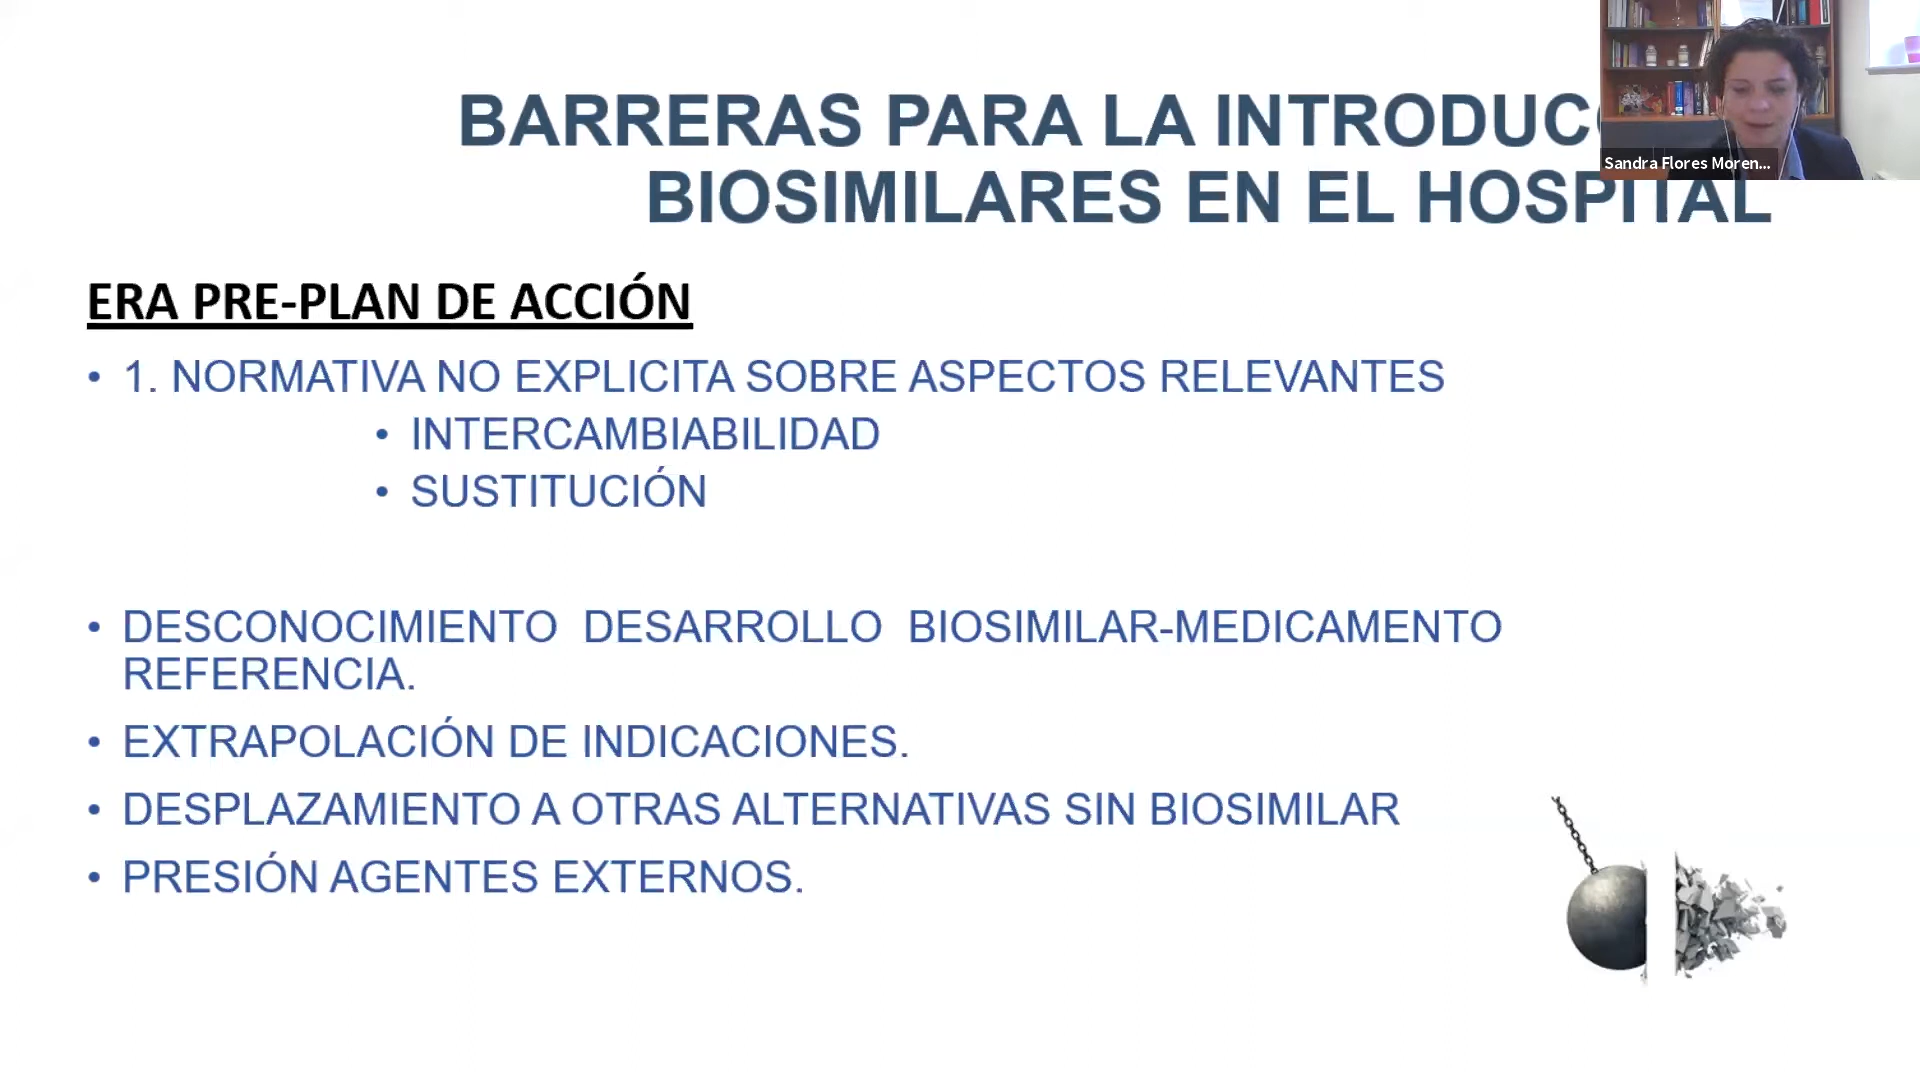 BARRERAS PARA LA INTRODUC
BIOSIMILARES EN EL HOSPITAL
Sandra Flores Moren...
ERA PRE-PLAN DE ACCIÓN
• 1. NORMATIVA NO EXPLICITA SOBRE ASPECTOS RELEVANTES
• INTERCAMBIABILIDAD
• SUSTITUCIÓN
• DESCONOCIMIENTO DESARROLLO BIOSIMILAR-MEDICAMENTO
REFERENCIA.
• EXTRAPOLACIÓN DE INDICACIONES.
• DESPLAZAMIENTO A OTRAS ALTERNATIVAS SIN BIOSIMILAR
• PRESIÓN AGENTES EXTERNOS.